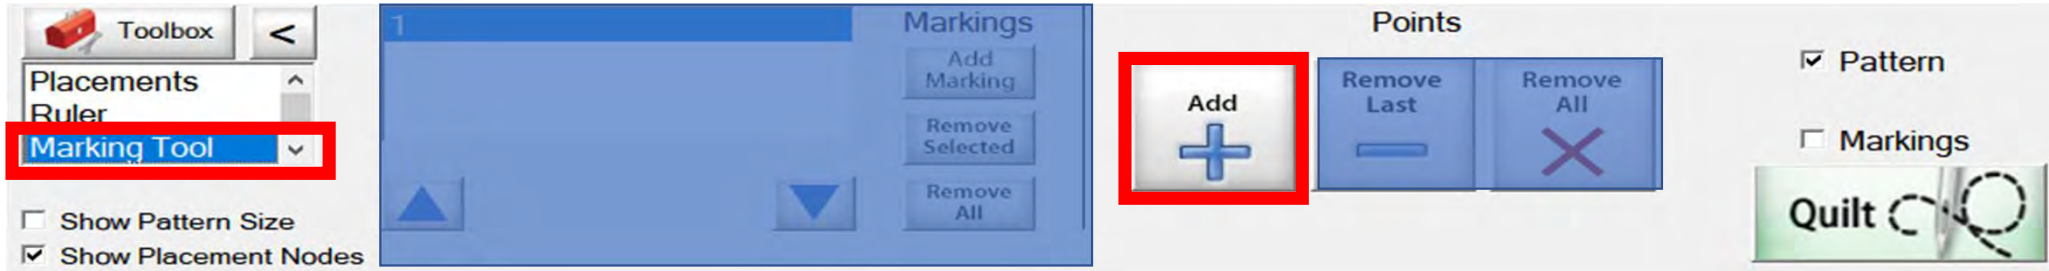 Toolbox
<
Placements
Ruler
Marking Tool
Show Pattern Size
Show Placement Nodes
1
Markings
Add
Marking
Remove
Selected
Remove
All
Points
Add
Remove
Last
Remove
All
Pattern
Markings
Quilt